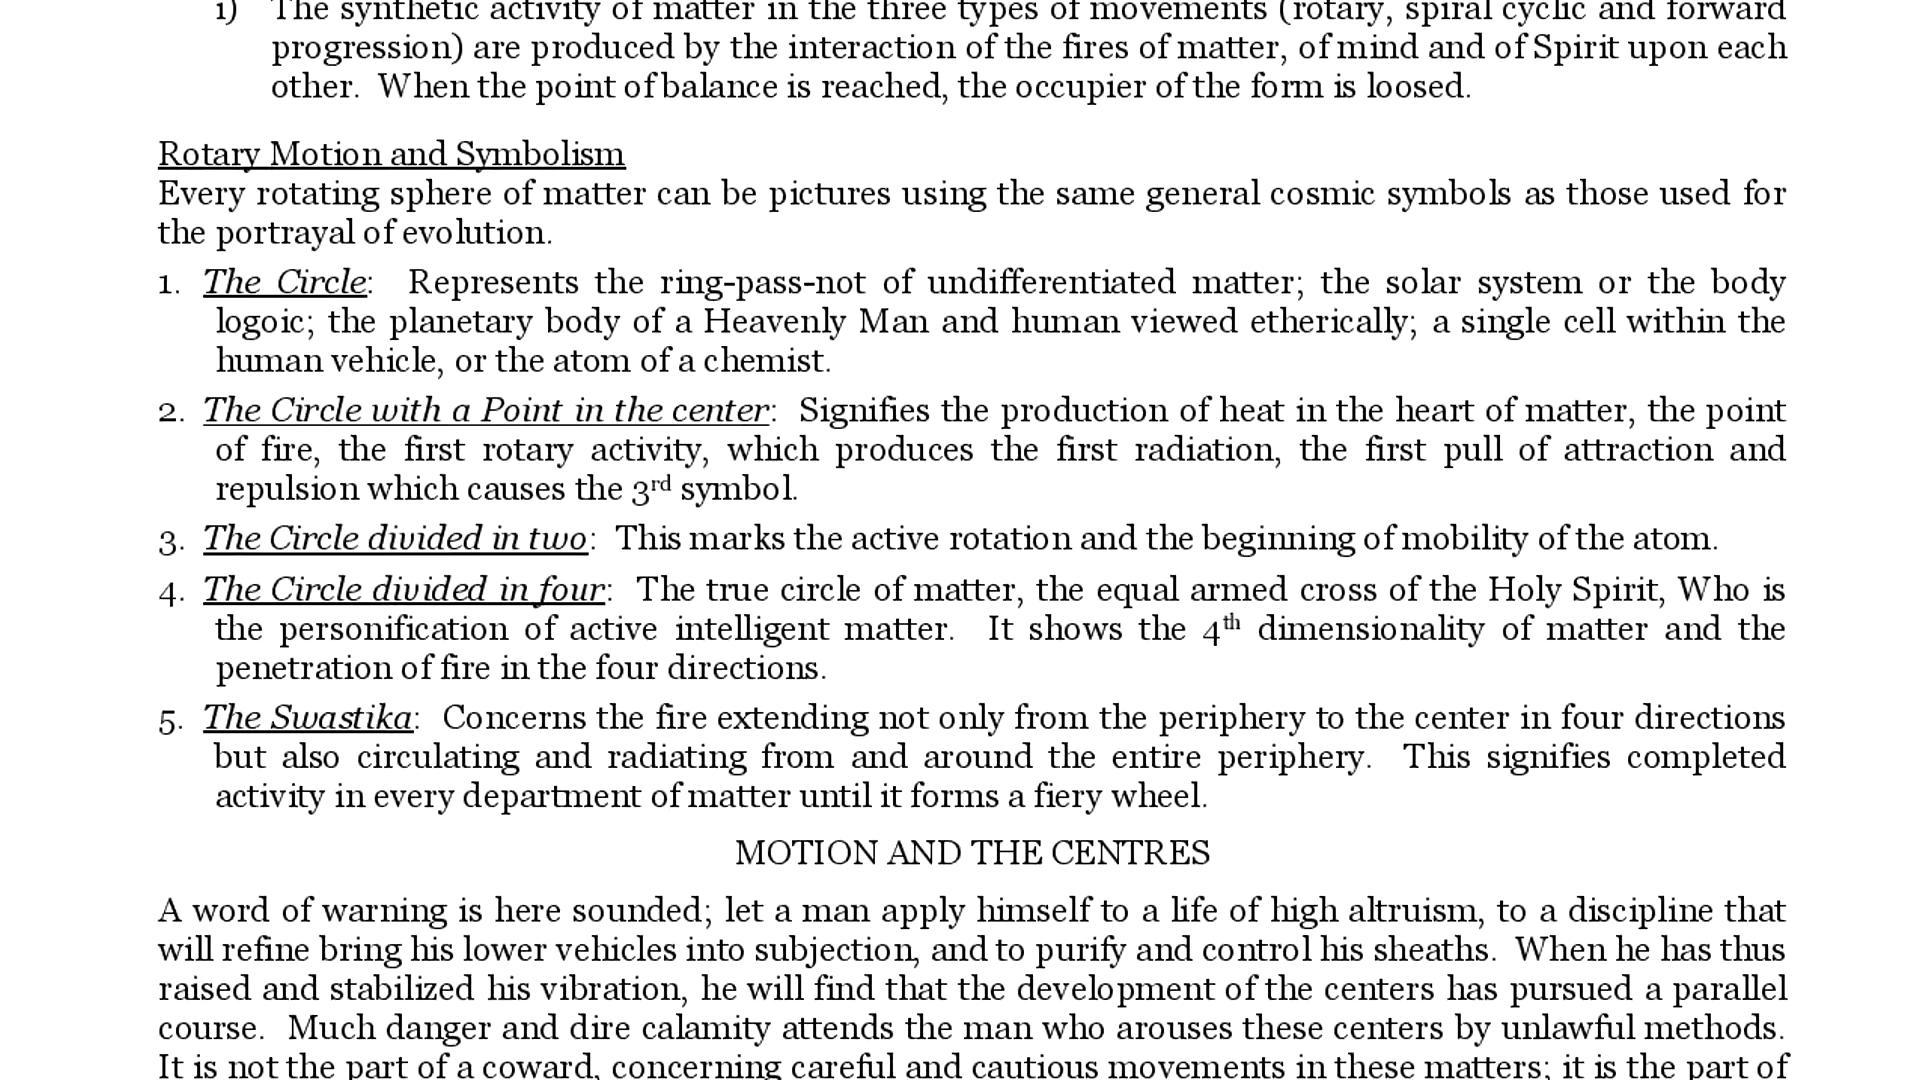 i) The synthetic activity of matter in the three types of movements (rotary, spiral cyclic and forward
progression) are produced by the interaction of the fires of matter, of mind and of Spirit upon each
other. When the point of balance is reached, the occupier of the form is loosed.
Rotary Motion and Symbolism
Every rotating sphere of matter can be pictures using the same general cosmic symbols as those used for
the portrayal of evolution.
1. The Circle: Represents the ring-pass-not of undifferentiated matter; the solar system or the body
logoic; the planetary body of a Heavenly Man and human viewed etherically; a single cell within the
human vehicle, or the atom of a chemist.
2. The Circle with a Point in the center: Signifies the production of heat in the heart of matter, the point
of fire, the first rotary activity, which produces the first radiation, the first pull of attraction and
repulsion which causes the 3rd symbol.
3. The Circle divided in two: This marks the active rotation and the beginning of mobility of the atom.
4. The Circle divided in four: The true circle of matter, the equal armed cross of the Holy Spirit, Who is
the personification of active intelligent matter. It shows the 4th dimensionality of matter and the
penetration of fire in the four directions.
5. The Swastika: Concerns the fire extending not only from the periphery to the center in four directions
but also circulating and radiating from and around the entire periphery. This signifies completed
activity in every department of matter until it forms a fiery wheel.
MOTION AND THE CENTRES
A word of warning is here sounded; let a man apply himself to a life of high altruism, to a discipline that
will refine bring his lower vehicles into subjection, and to purify and control his sheaths. When he has thus
raised and stabilized his vibration, he will find that the development of the centers has pursued a parallel
course. Much danger and dire calamity attends the man who arouses these centers by unlawful methods.
It is not the part of a coward, concerning careful and cautious movements in these matters; it is the part of